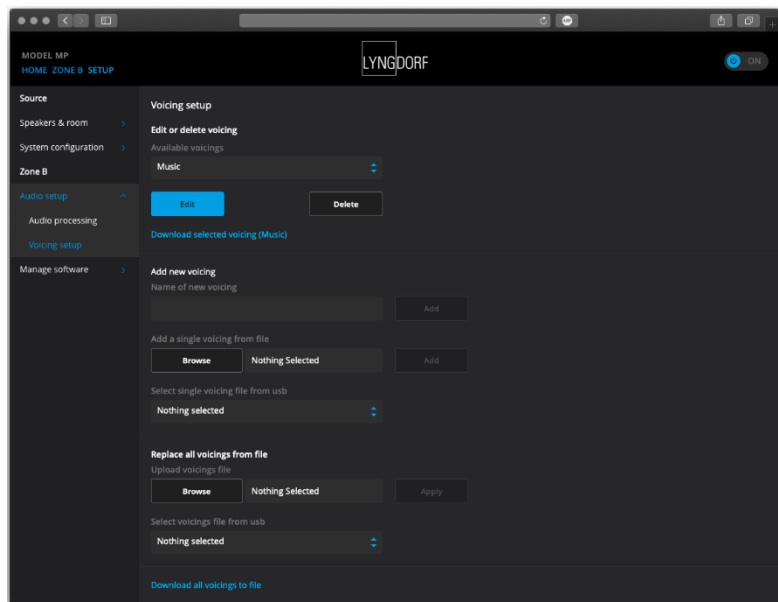 MODEL MP
HOME ZONE B SETUP
LYNGDORF
ON
Source
Speakers & room
System configuration
Zone B
Audio setup
Audio processing
Voicing setup
Manage software
Voicing setup
Edit or delete voicing
Available voicings
Music
Edit Delete
Download selected voicing (Music)
Add new voicing
Name of new voicing
Add
Add a single voicing from file
Browse Nothing Selected Add
Select single voicing file from usb
Nothing selected
Replace all voicings from file
Upload voicings file
Browse Nothing Selected Apply
Select voicings file from usb
Nothing selected
Download all voicings to file